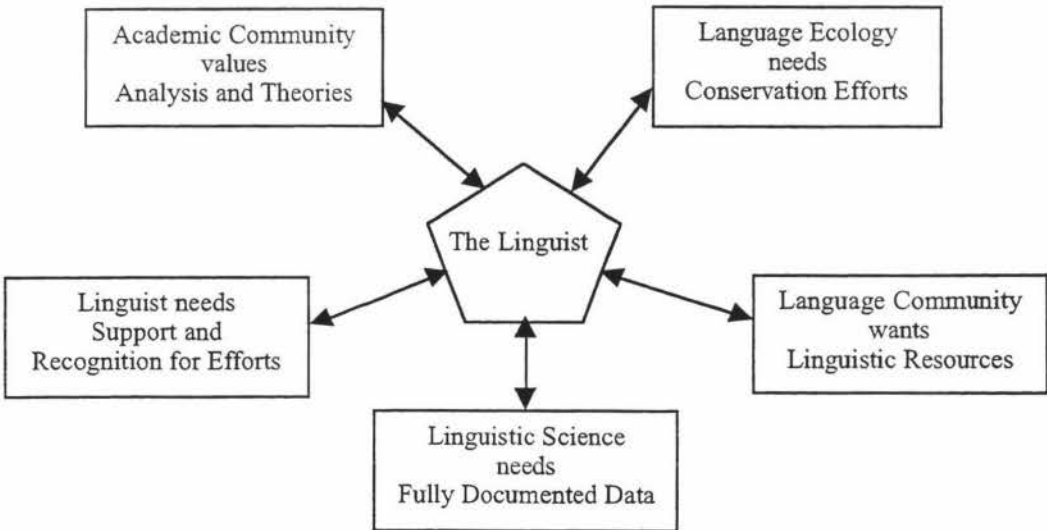 Academic Community
values
Analysis and Theories
Language Ecology
needs
Conservation Efforts
The Linguist
Linguist needs
Support and
Recognition for Efforts
Language Community
wants
Linguistic Resources
Linguistic Science
needs
Fully Documented Data